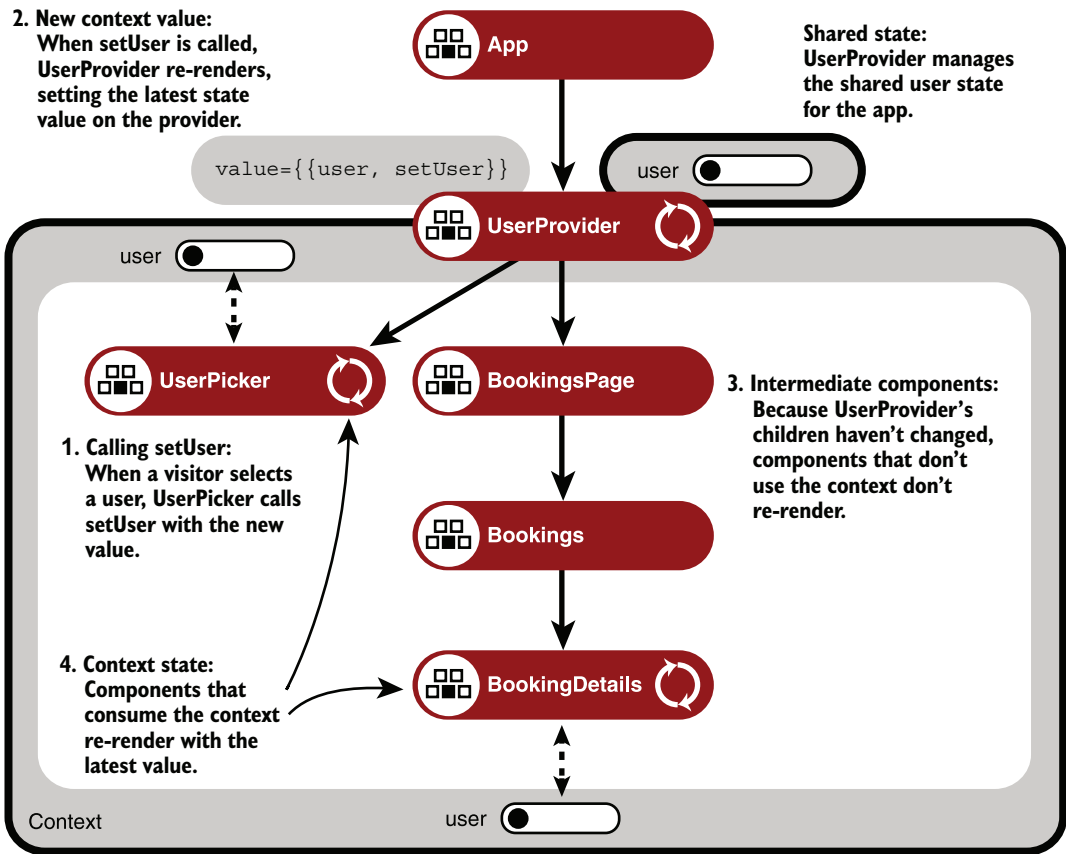 2. New context value:
When setUser is called,
UserProvider re-renders,
setting the latest state
value on the provider.
App
Shared state:
UserProvider manages
the shared user state
for the app.
value={{user, setUser}}
user
UserProvider
user
UserPicker
BookingsPage
1. Calling setUser:
When a visitor selects
a user, UserPicker calls
setUser with the new
value.
3. Intermediate components:
Because UserProvider's
children haven't changed,
components that don't
use the context don't
re-render.
Bookings
4. Context state:
Components that
consume the context
re-render with the
latest value.
BookingDetails
Context
user